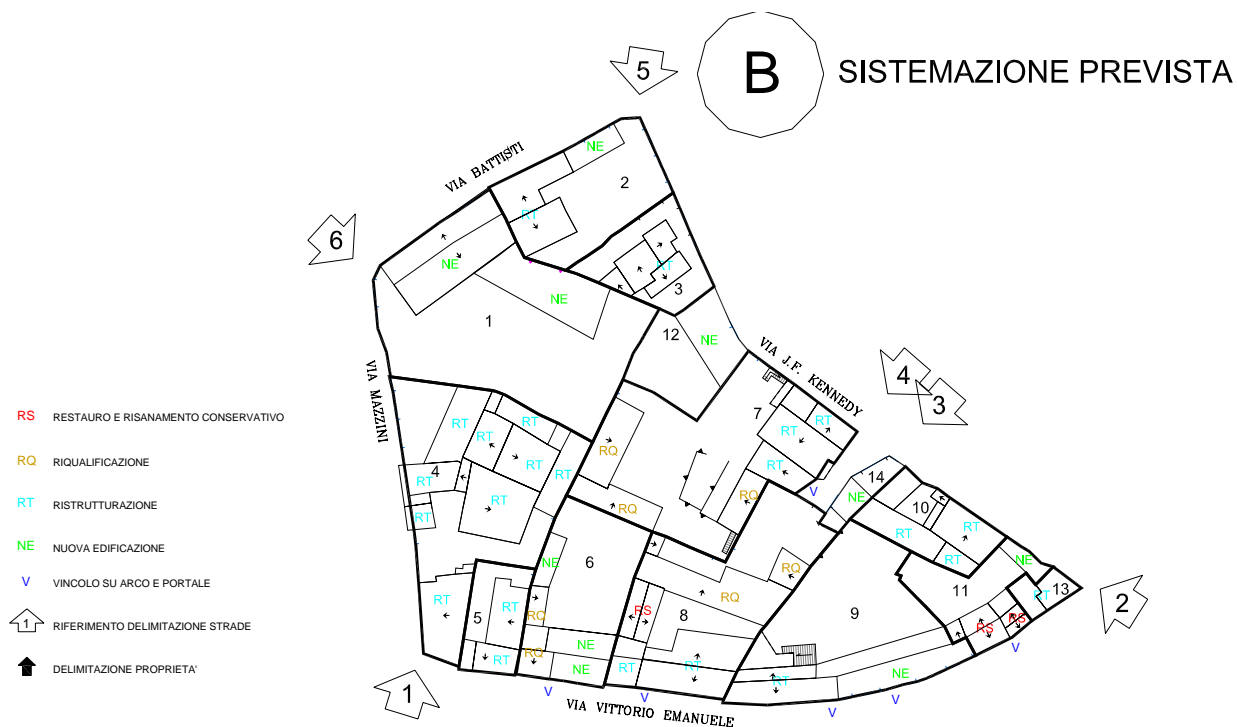 B SISTEMAZIONE PREVISTA
5
VIA BATTISTI
NE
2
6
RT
NE
RT
3
NE
1
12
NE
VIA J.F. KENNEDY
4
3
VIA MAZZINI
7
RT
RT
RT
RQ
RT
RT
RT
RT
RT
RT
4
RT
RT
RT
RQ
RQ
V
14
NE
10
RT
RT
RT
6
NE
RQ
NE
11
RT
13
2
RT
5
RT
RQ
RS
8
RQ
9
RS
RS
V
NE
RT
RQ
NE
RT
RT
RT
NE
1
V
V
V
V
VIA VITTORIO EMANUELE
RS RESTAURO E RISANAMENTO CONSERVATIVO
RQ RIQUALIFICAZIONE
RT RISTRUTTURAZIONE
NE NUOVA EDIFICAZIONE
V VINCOLO SU ARCO E PORTALE
1 RIFERIMENTO DELIMITAZIONE STRADE
DELIMITAZIONE PROPRIETA'